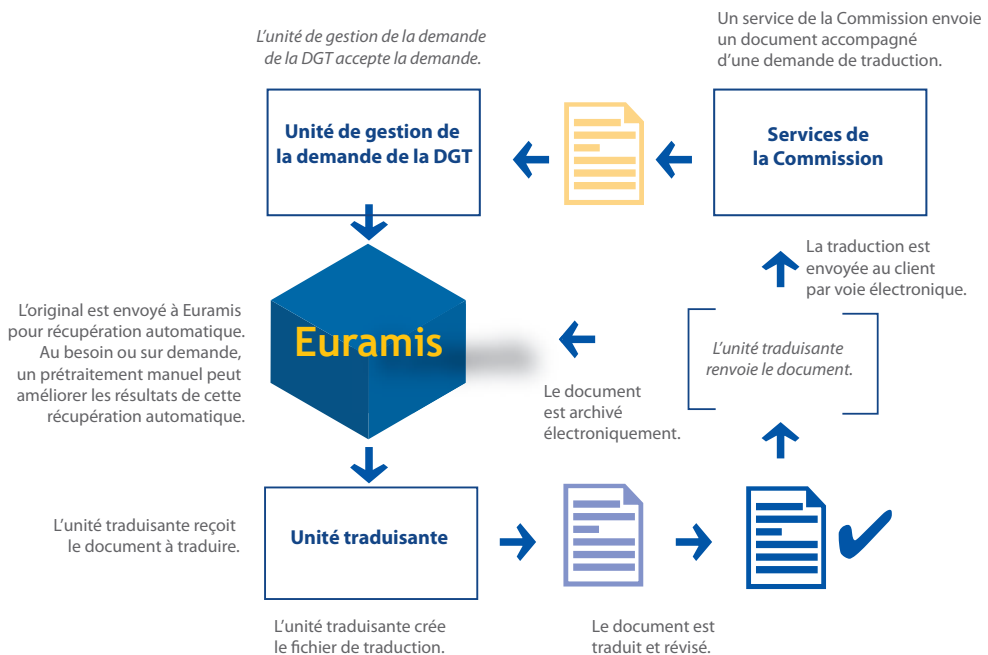 Un service de la Commission envoie
un document accompagné
d’une demande de traduction.
Services de
la Commission
L’unité de gestion de la demande
de la DGT accepte la demande.
Unité de gestion de
la demande de la DGT
L’original est envoyé à Euramis
pour récupération automatique.
Au besoin ou sur demande,
un prétraitement manuel peut
améliorer les résultats de cette
récupération automatique.
Euramis
L’unité traduisante reçoit
le document à traduire.
Unité traduisante
L’unité traduisante crée
le fichier de traduction.
Le document est
traduit et révisé.
L’unité traduisante
renvoie le document.
Le document
est archivé
électroniquement.
La traduction est
envoyée au client
par voie électronique.